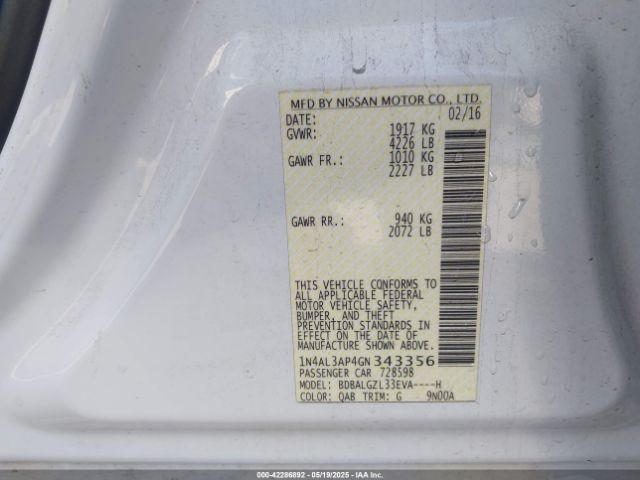 MFD BY NISSAN MOTOR CO., LTD.
DATE: 02/16
GVWR: 1917 KG
4226 LB
GAWR FR.: 1010 KG
2227 LB
GAWR RR.: 940 KG
2072 LB
THIS VEHICLE CONFORMS TO
ALL APPLICABLE FEDERAL
MOTOR VEHICLE SAFETY,
BUMPER, AND THEFT
PREVENTION STANDARDS IN
EFFECT ON THE DATE OF
MANUFACTURE SHOWN ABOVE.
1N4AL3AP4GN343356
PASSENGER CAR 728598
MODEL: BDBALGZL33EVA----H
COLOR: QAB TRIM: G 9N00A
000-42286892 - 05/19/2025 - IAA, LLC.